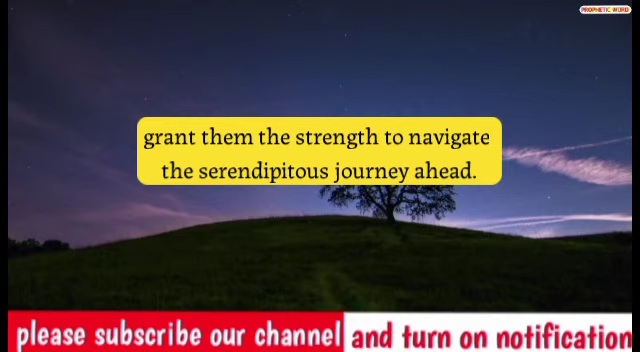 PROPHETIC WORD
grant them the strength to navigate
the serendipitous journey ahead.
please subscribe our channel and turn on notification